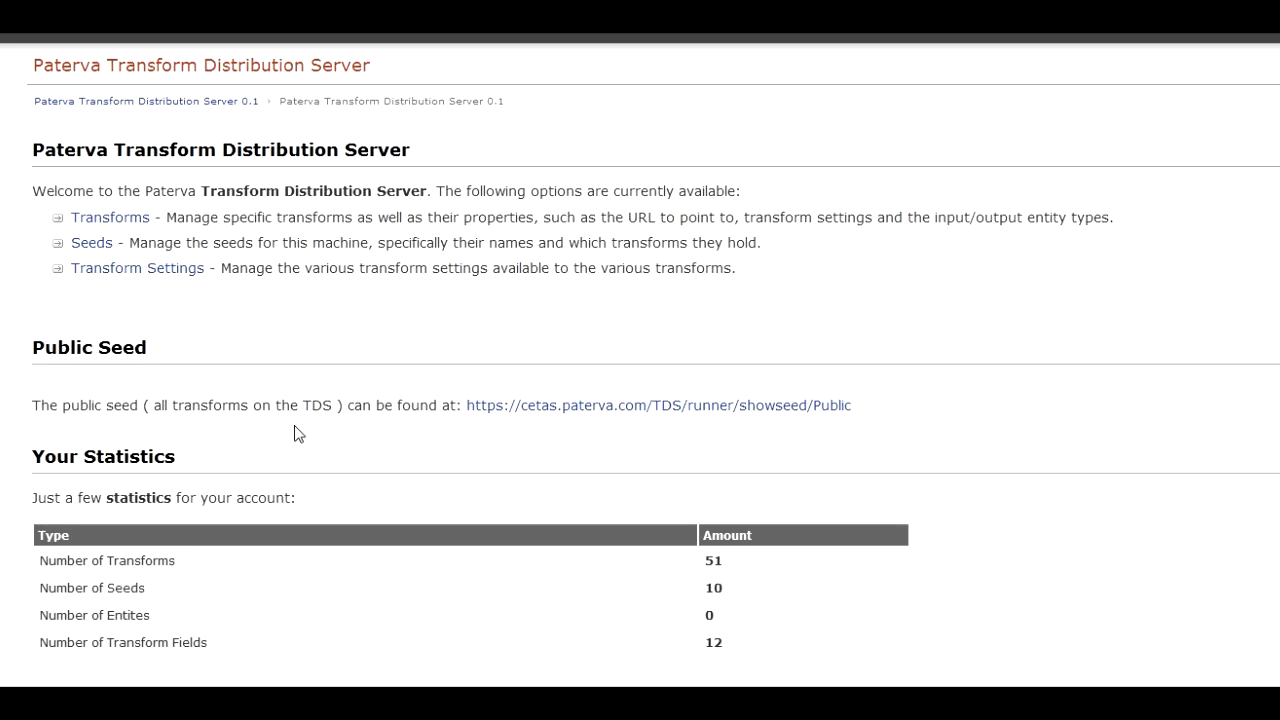 Paterva Transform Distribution Server
Paterva Transform Distribution Server 0.1 › Paterva Transform Distribution Server 0.1
Paterva Transform Distribution Server
Welcome to the Paterva Transform Distribution Server. The following options are currently available:
Transforms - Manage specific transforms as well as their properties, such as the URL to point to, transform settings and the input/output entity types.
Seeds - Manage the seeds for this machine, specifically their names and which transforms they hold.
Transform Settings - Manage the various transform settings available to the various transforms.
Public Seed
The public seed ( all transforms on the TDS ) can be found at: https://cetas.paterva.com/TDS/runner/showseed/Public
Your Statistics
Just a few statistics for your account:
Type Amount
Number of Transforms 51
Number of Seeds 10
Number of Entites 0
Number of Transform Fields 12